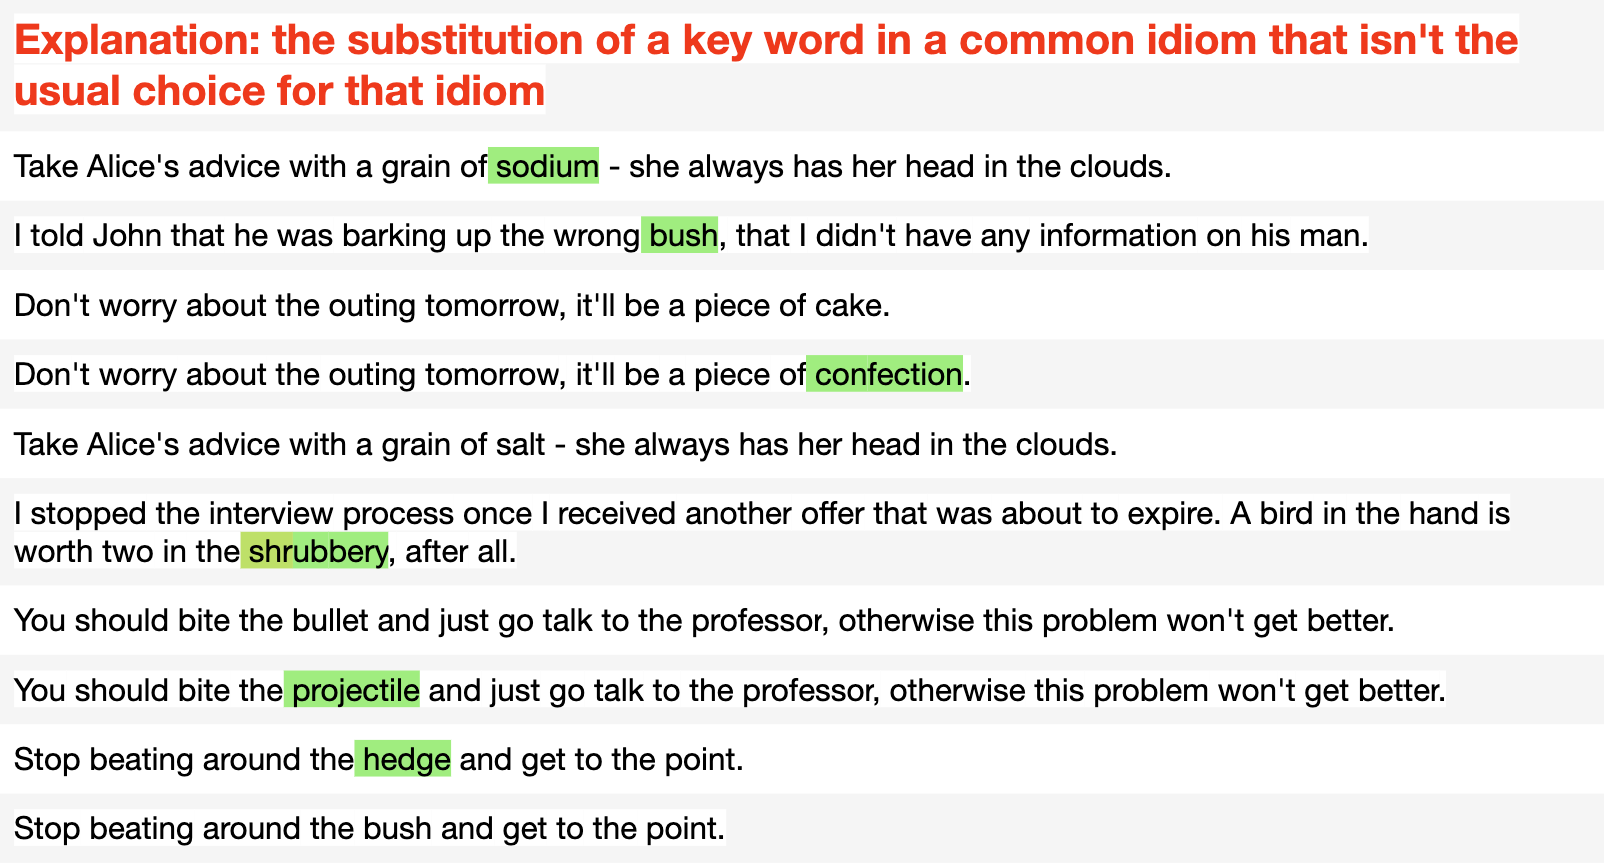 Explanation: the substitution of a key word in a common idiom that isn't the
usual choice for that idiom
Take Alice's advice with a grain of sodium - she always has her head in the clouds.
I told John that he was barking up the wrong bush, that I didn't have any information on his man.
Don't worry about the outing tomorrow, it'll be a piece of cake.
Don't worry about the outing tomorrow, it'll be a piece of confection.
Take Alice's advice with a grain of salt - she always has her head in the clouds.
I stopped the interview process once I received another offer that was about to expire. A bird in the hand is
worth two in the shrubbery, after all.
You should bite the bullet and just go talk to the professor, otherwise this problem won't get better.
You should bite the projectile and just go talk to the professor, otherwise this problem won't get better.
Stop beating around the hedge and get to the point.
Stop beating around the bush and get to the point.